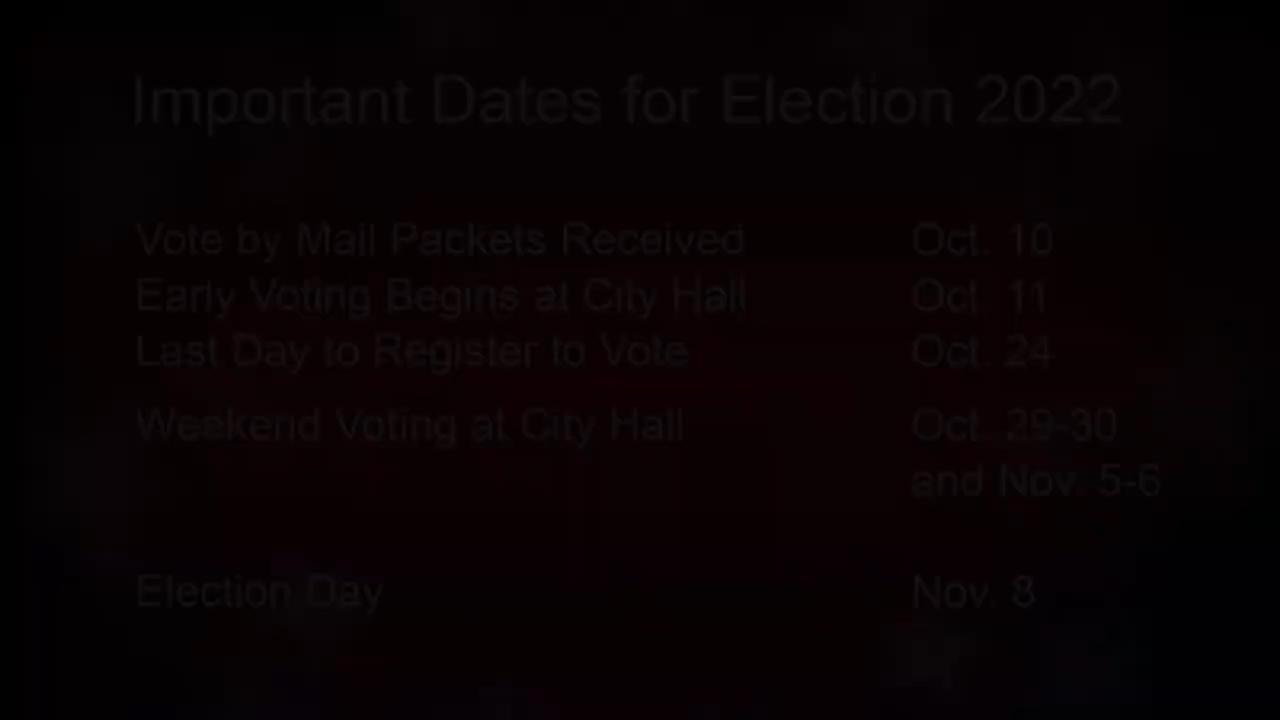 Important Dates for Election 2022
Vote by Mail Packets Received Oct. 10
Early Voting Begins at City Hall Oct. 11
Last Day to Register to Vote Oct. 24
Weekend Voting at City Hall Oct. 29-30
and Nov. 5-6
Election Day Nov. 8